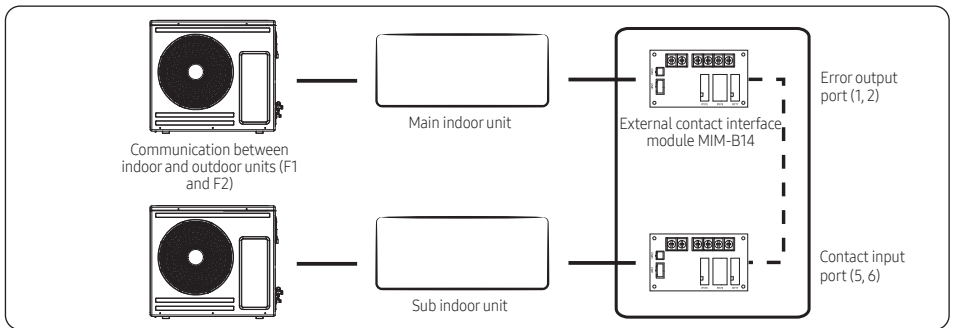 Error output
port (1, 2)
Main indoor unit
External contact interface
module MIM-B14
Communication between
indoor and outdoor units (F1
and F2)
Contact input
port (5, 6)
Sub indoor unit